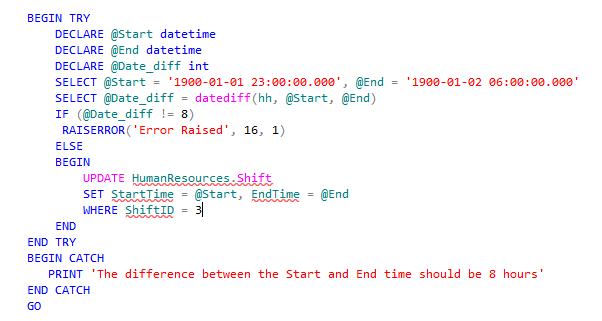 BEGIN TRY
DECLARE @Start datetime
DECLARE @End datetime
DECLARE @Date_diff int
SELECT @Start = '1900-01-01 23:00:00.000', @End = '1900-01-02 06:00:00.000'
SELECT @Date_diff = datediff(hh, @Start, @End)
IF (@Date_diff != 8)
RAISERROR('Error Raised', 16, 1)
ELSE
BEGIN
UPDATE HumanResources.Shift
SET StartTime = @Start, EndTime = @End
WHERE ShiftID = 3
END
END TRY
BEGIN CATCH
PRINT 'The difference between the Start and End time should be 8 hours'
END CATCH
GO